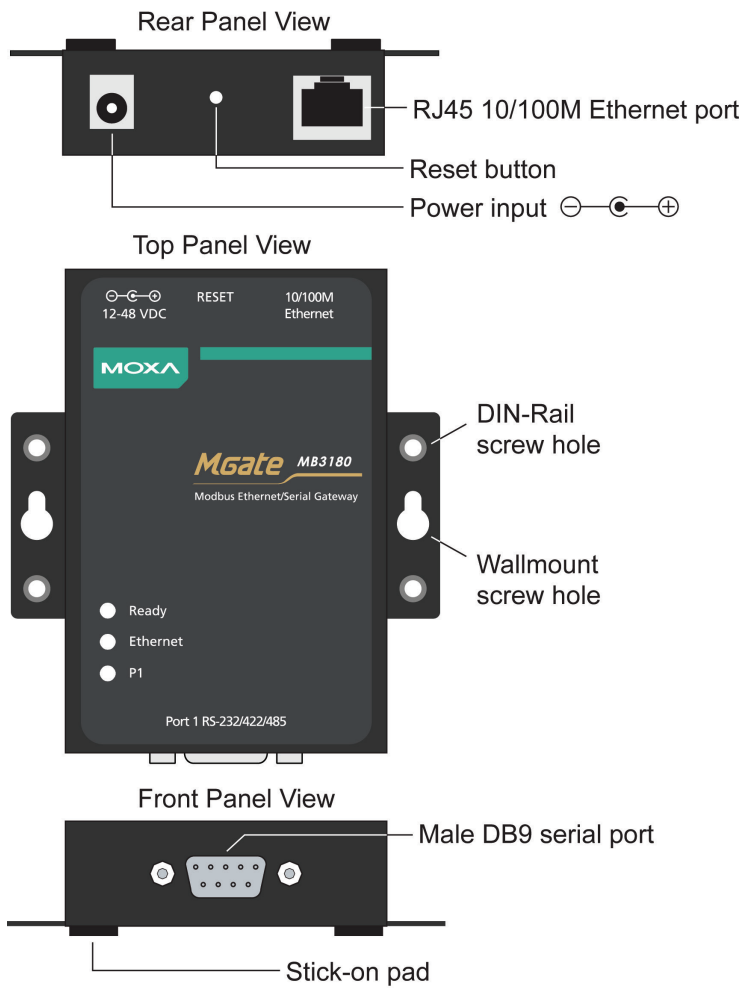 Rear Panel View
RJ45 10/100M Ethernet port
Reset button
Power input
Top Panel View
RESET
10/100M
12-48 VDC
Ethernet
MOXA
DIN-Rail
screw hole
MGate MB3180
Modbus Ethernet/Serial Gateway
Wallmount
screw hole
Ready
Ethernet
P1
Port 1 RS-232/422/485
Front Panel View
Male DB9 serial port
Stick-on pad